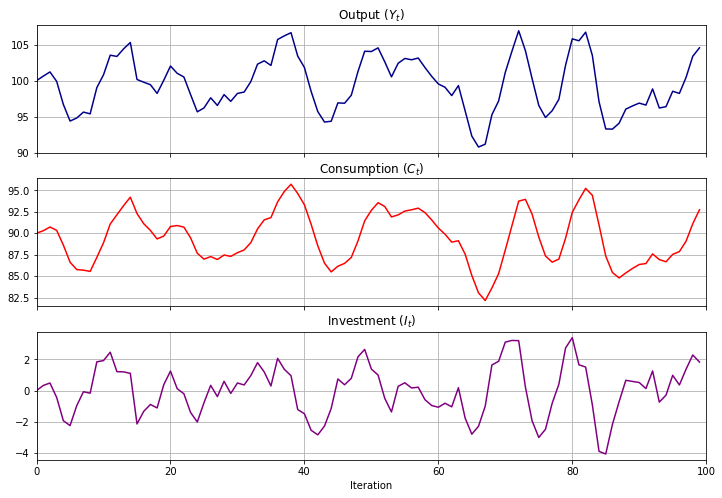 Output (Y_t)
105
100
95
90
Consumption (C_t)
95.0
92.5
90.0
87.5
85.0
82.5
Investment (I_t)
2
0
−2
−4
0 20 40 60 80 100
Iteration